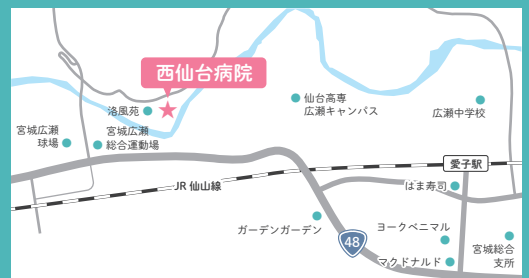 西仙台病院
洛風苑
仙台高専
広瀬キャンパス
広瀬中学校
宮城広瀬
球場
宮城広瀬
総合運動場
愛子駅
JR 仙山線
はま寿司
ガーデンガーデン
ヨークベニマル
48
宮城総合
支所
マクドナルド